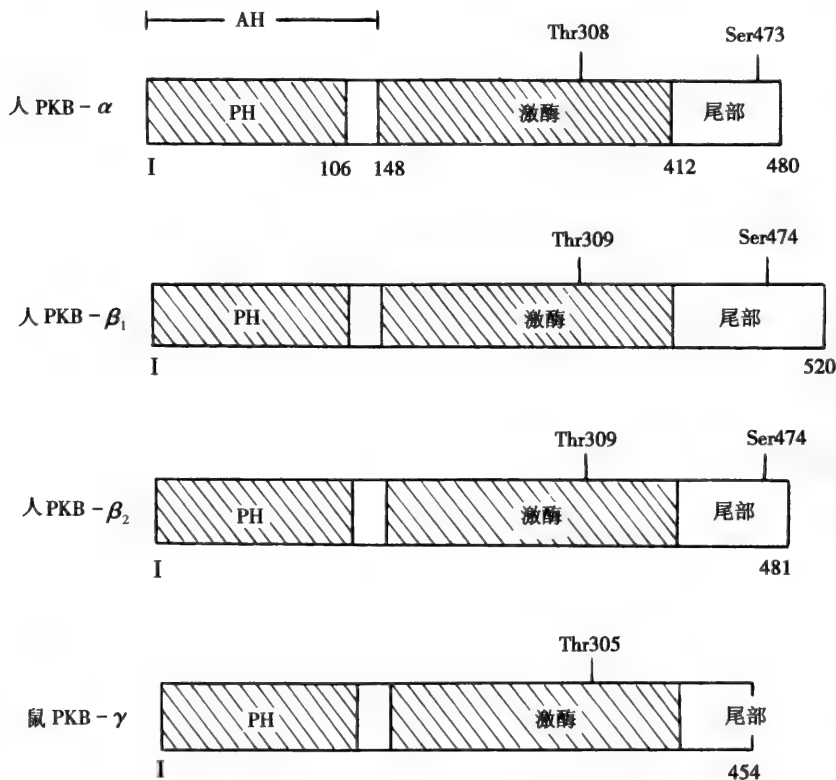 AH
Thr308
Ser473
人 PKB - α
PH
激酶
尾部
I
106
148
412
480
Thr309
Ser474
人 PKB - β₁
PH
激酶
尾部
I
520
Thr309
Ser474
人 PKB - β₂
PH
激酶
尾部
I
481
Thr305
鼠 PKB - γ
PH
激酶
尾部
I
454